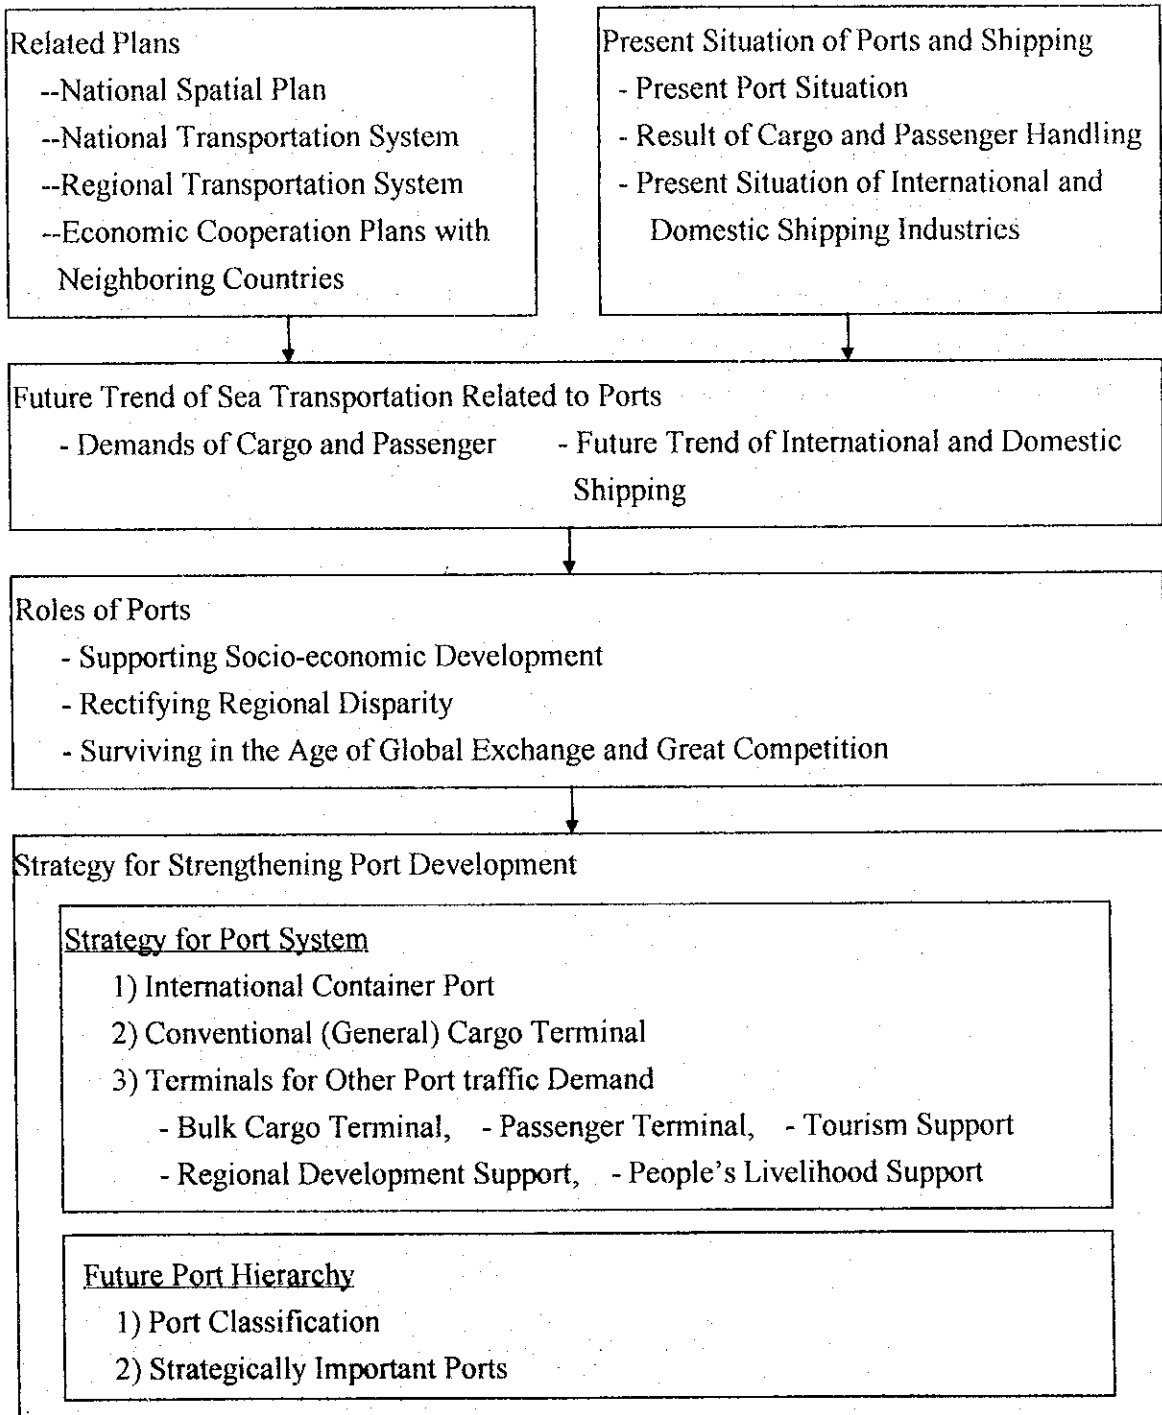 Related Plans
--National Spatial Plan
--National Transportation System
--Regional Transportation System
--Economic Cooperation Plans with
Neighboring Countries
Present Situation of Ports and Shipping
- Present Port Situation
- Result of Cargo and Passenger Handling
- Present Situation of International and
Domestic Shipping Industries
Future Trend of Sea Transportation Related to Ports
- Demands of Cargo and Passenger
- Future Trend of International and Domestic
Shipping
Roles of Ports
- Supporting Socio-economic Development
- Rectifying Regional Disparity
- Surviving in the Age of Global Exchange and Great Competition
Strategy for Strengthening Port Development
Strategy for Port System
1) International Container Port
2) Conventional (General) Cargo Terminal
3) Terminals for Other Port traffic Demand
- Bulk Cargo Terminal, - Passenger Terminal, - Tourism Support
- Regional Development Support, - People's Livelihood Support
Future Port Hierarchy
1) Port Classification
2) Strategically Important Ports